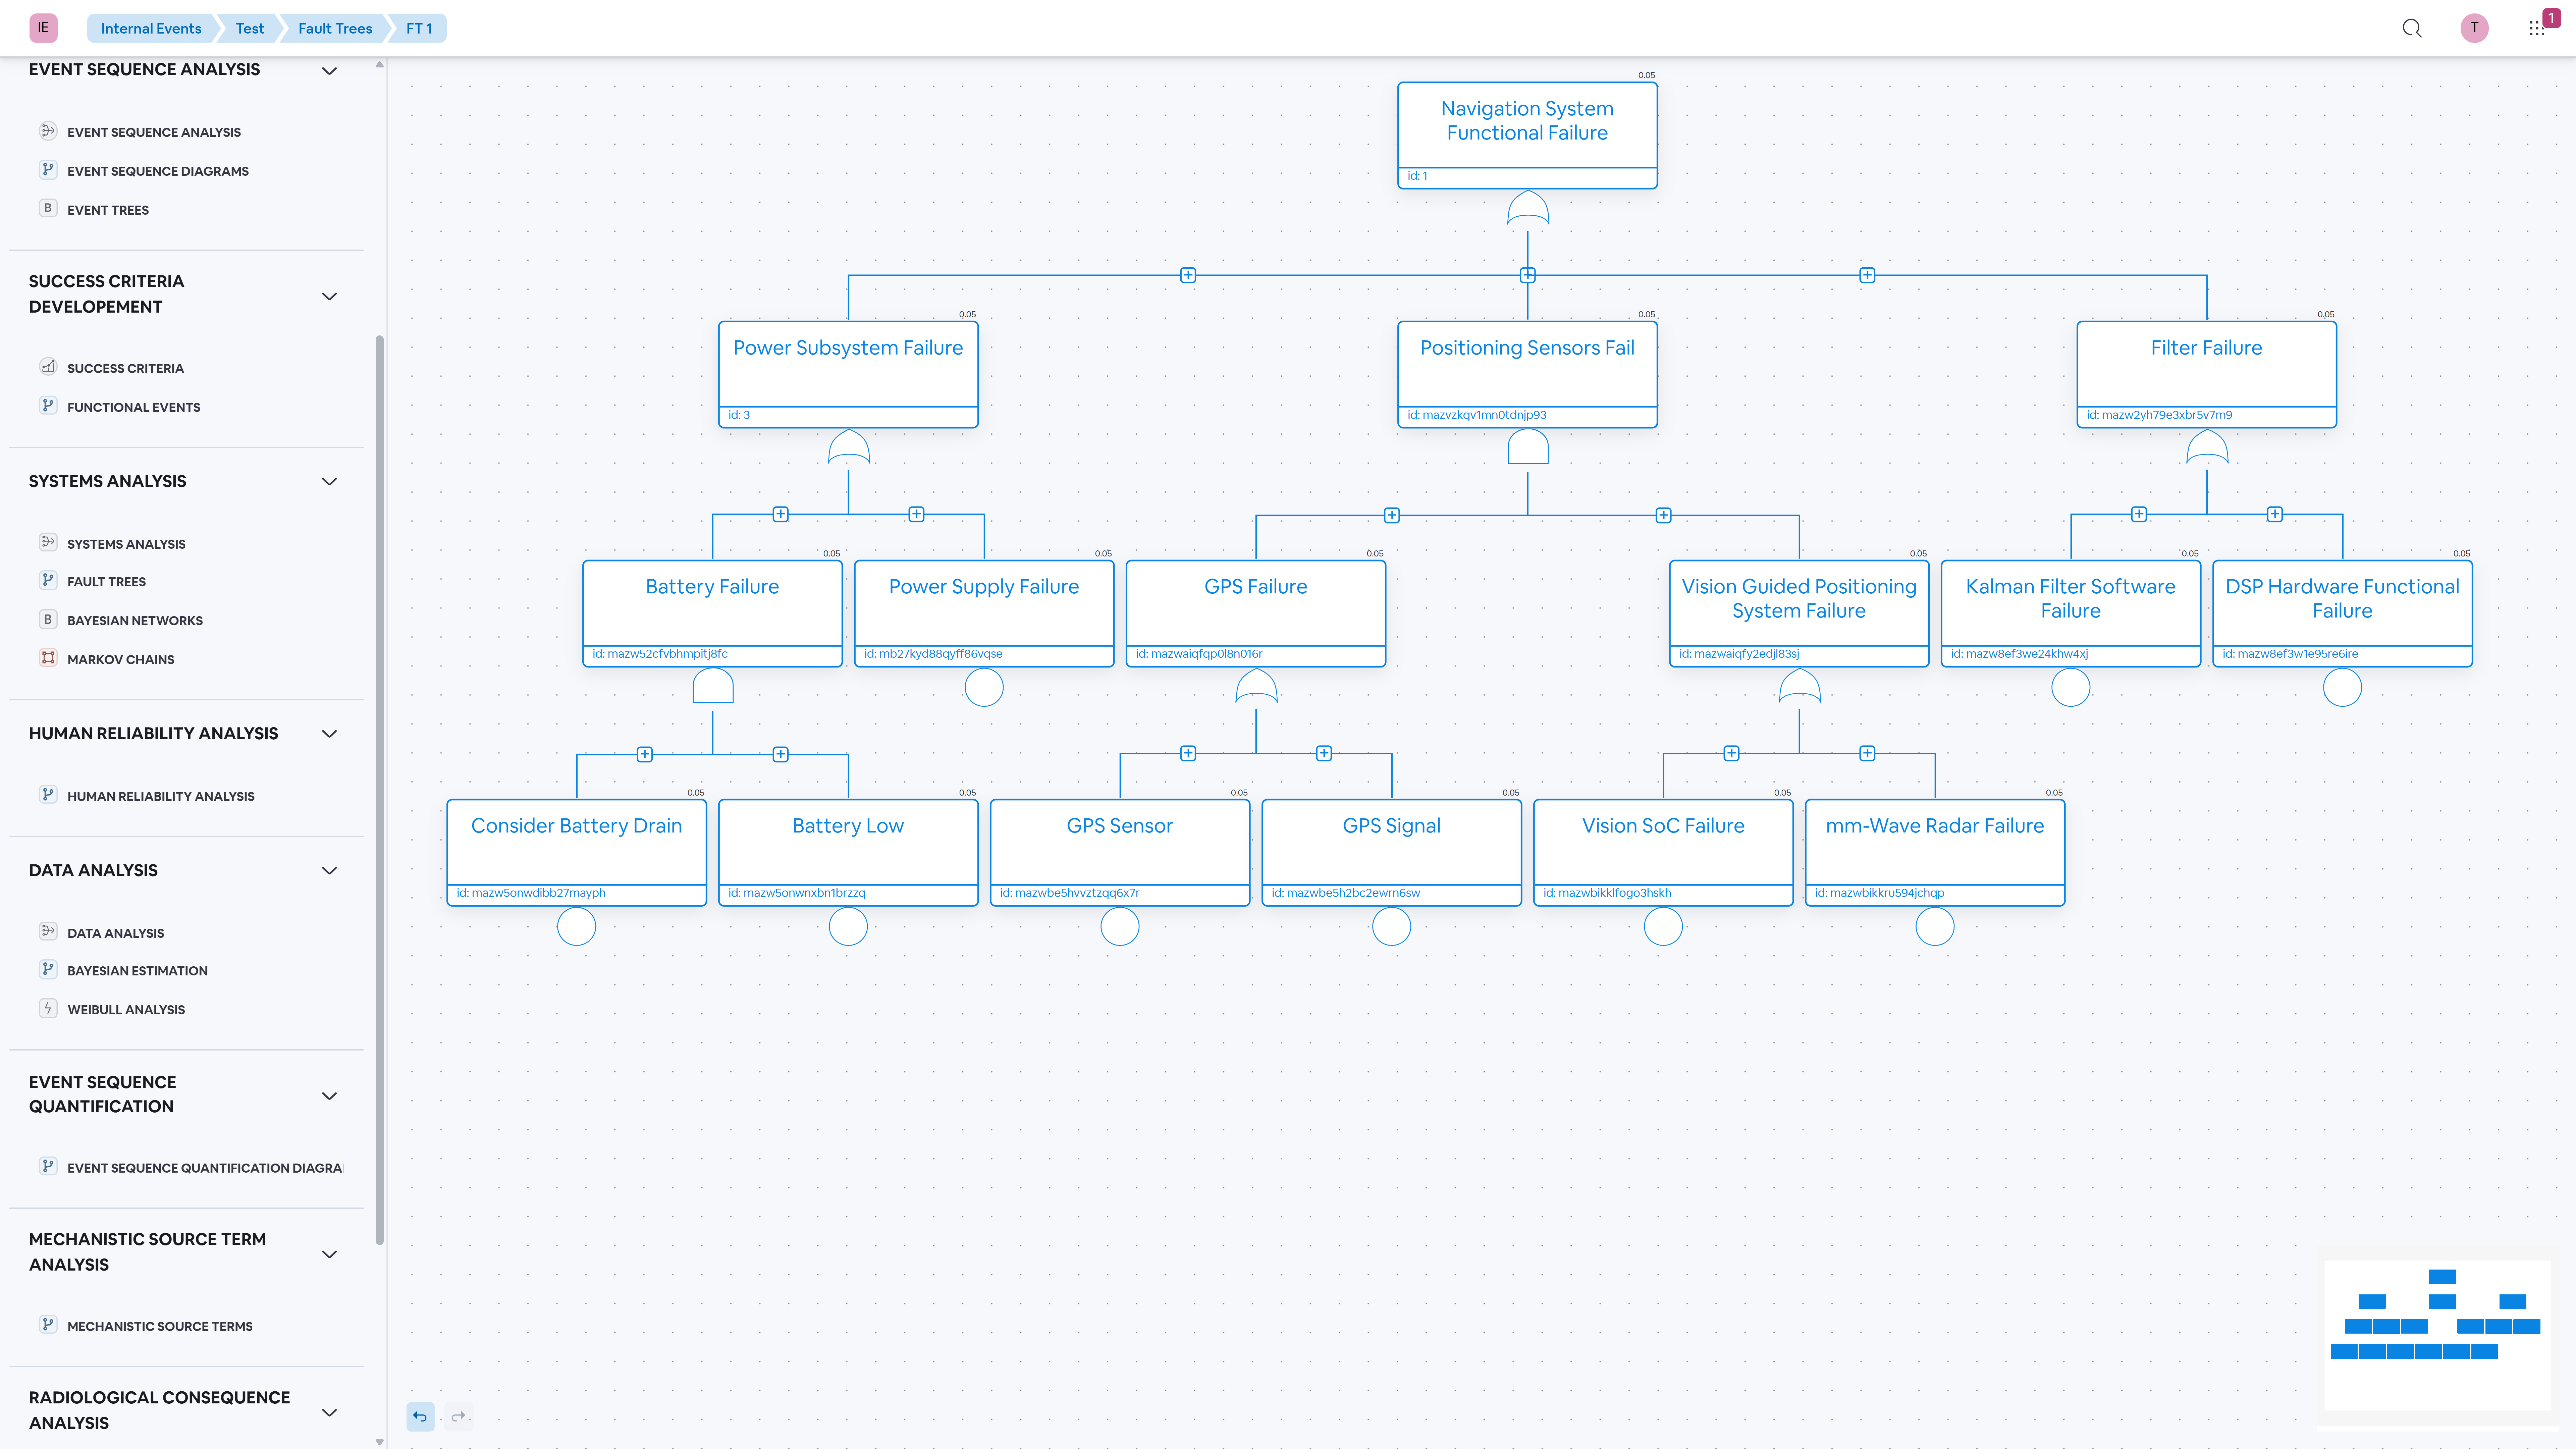 IE
Internal Events
Test
Fault Trees
FT 1
T
1
EVENT SEQUENCE ANALYSIS
EVENT SEQUENCE ANALYSIS
EVENT SEQUENCE DIAGRAMS
B
EVENT TREES
SUCCESS CRITERIA
DEVELOPEMENT
SUCCESS CRITERIA
FUNCTIONAL EVENTS
SYSTEMS ANALYSIS
SYSTEMS ANALYSIS
FAULT TREES
B
BAYESIAN NETWORKS
MARKOV CHAINS
HUMAN RELIABILITY ANALYSIS
HUMAN RELIABILITY ANALYSIS
DATA ANALYSIS
DATA ANALYSIS
BAYESIAN ESTIMATION
WEIBULL ANALYSIS
EVENT SEQUENCE
QUANTIFICATION
EVENT SEQUENCE QUANTIFICATION DIAGRA
MECHANISTIC SOURCE TERM
ANALYSIS
MECHANISTIC SOURCE TERMS
RADIOLOGICAL CONSEQUENCE
ANALYSIS
0.05
Navigation System
Functional Failure
id: 1
0.05
Power Subsystem Failure
id: 3
0.05
Positioning Sensors Fail
id: mazvzkqv1mn0tdnjp93
0.05
Filter Failure
id: mazw2yh79e3xbr5v7m9
0.05
Battery Failure
id: mazw52cfvbhmpitj8fc
0.05
Power Supply Failure
id: mb27kyd88qyff86vqse
0.05
GPS Failure
id: mazwaiqfqp0l8n016r
0.05
Vision Guided Positioning
System Failure
id: mazwaiqfy2edjl83sj
0.05
Kalman Filter Software
Failure
id: mazw8ef3we24khw4xj
0.05
DSP Hardware Functional
Failure
id: mazw8ef3w1e95re6ire
0.05
Consider Battery Drain
id: mazw5onwdibb27mayph
0.05
Battery Low
id: mazw5onwnxbn1brzzq
0.05
GPS Sensor
id: mazwbe5hvvztzqq6x7r
0.05
GPS Signal
id: mazwbe5h2bc2ewrn6sw
0.05
Vision SoC Failure
id: mazwbikklfogo3hskh
0.05
mm-Wave Radar Failure
id: mazwbikkru594jchqp